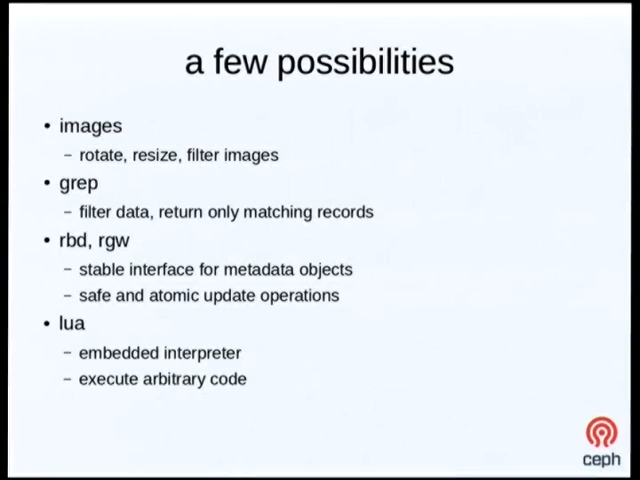 a few possibilities
• images
– rotate, resize, filter images
• grep
– filter data, return only matching records
• rbd, rgw
– stable interface for metadata objects
– safe and atomic update operations
• lua
– embedded interpreter
– execute arbitrary code
ceph